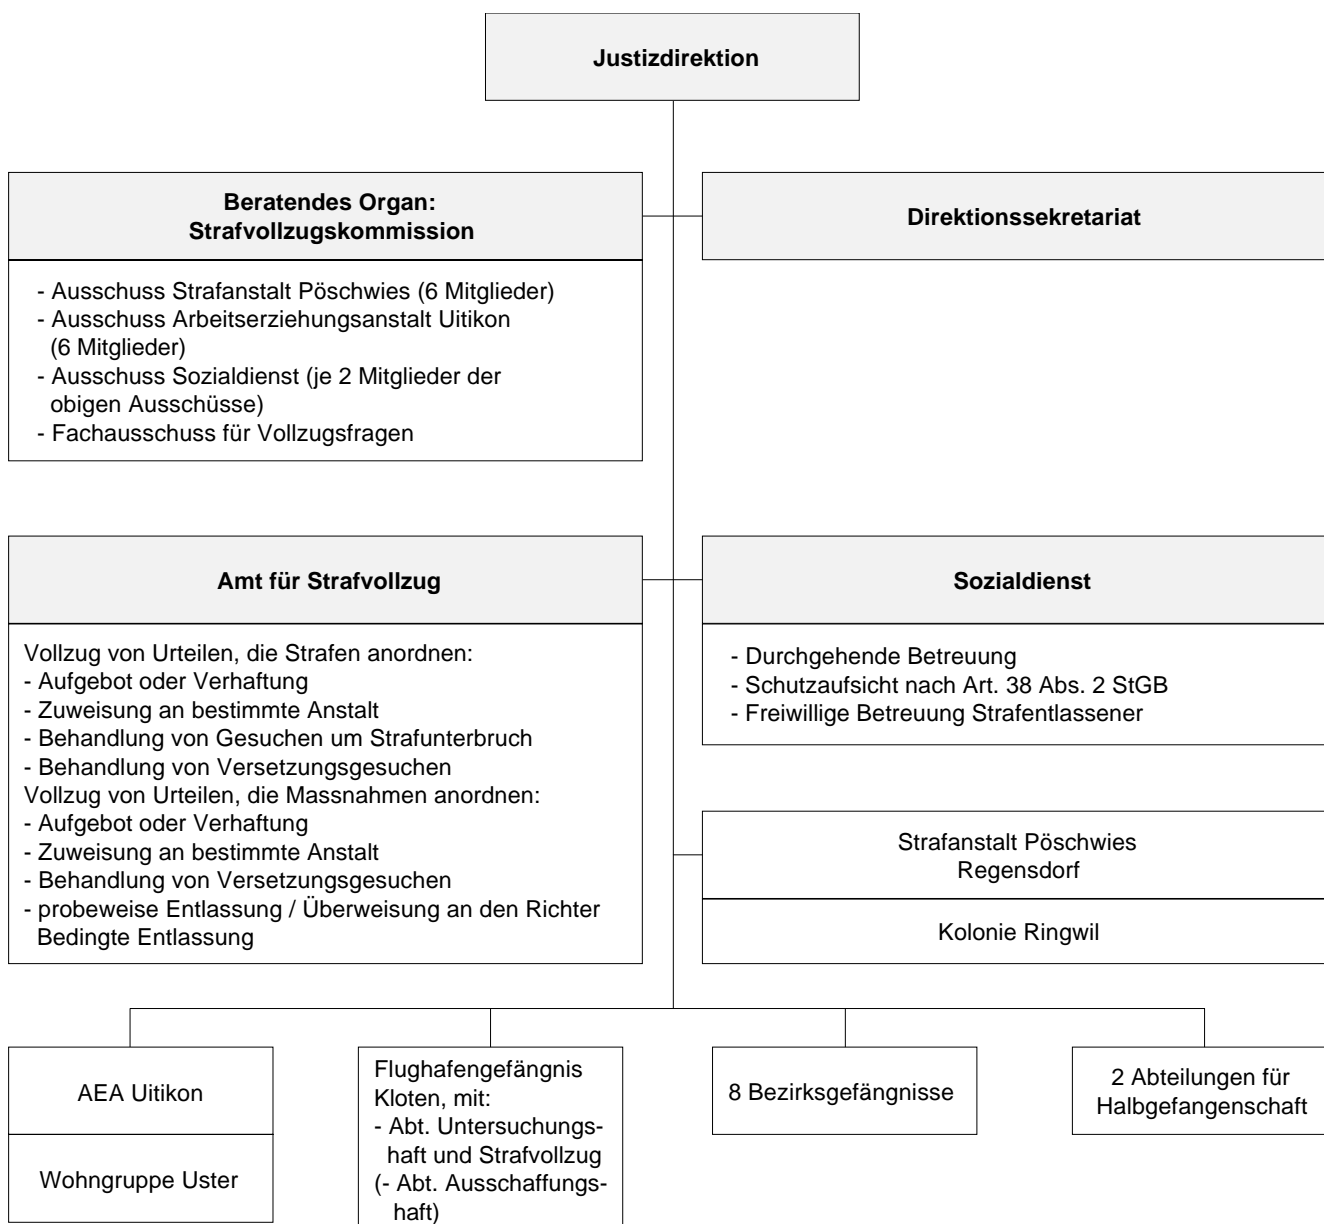 Justizdirektion
Beratendes Organ:
Strafvollzugskommission
- Ausschuss Strafanstalt Pöschwies (6 Mitglieder)
- Ausschuss Arbeitserziehungsanstalt Uitikon
(6 Mitglieder)
- Ausschuss Sozialdienst (je 2 Mitglieder der
obigen Ausschüsse)
- Fachausschuss für Vollzugsfragen
Direktionssekretariat
Amt für Strafvollzug
Vollzug von Urteilen, die Strafen anordnen:
- Aufgebot oder Verhaftung
- Zuweisung an bestimmte Anstalt
- Behandlung von Gesuchen um Strafunterbruch
- Behandlung von Versetzungsgesuchen
Vollzug von Urteilen, die Massnahmen anordnen:
- Aufgebot oder Verhaftung
- Zuweisung an bestimmte Anstalt
- Behandlung von Versetzungsgesuchen
- probeweise Entlassung / Überweisung an den Richter
Bedingte Entlassung
Sozialdienst
- Durchgehende Betreuung
- Schutzaufsicht nach Art. 38 Abs. 2 StGB
- Freiwillige Betreuung Strafentlassener
Strafanstalt Pöschwies
Regensdorf
Kolonie Ringwil
AEA Uitikon
Wohngruppe Uster
Flughafengefängnis
Kloten, mit:
- Abt. Untersuchungs-
haft und Strafvollzug
(- Abt. Ausschaffungs-
haft)
8 Bezirksgefängnisse
2 Abteilungen für
Halbgefangenschaft